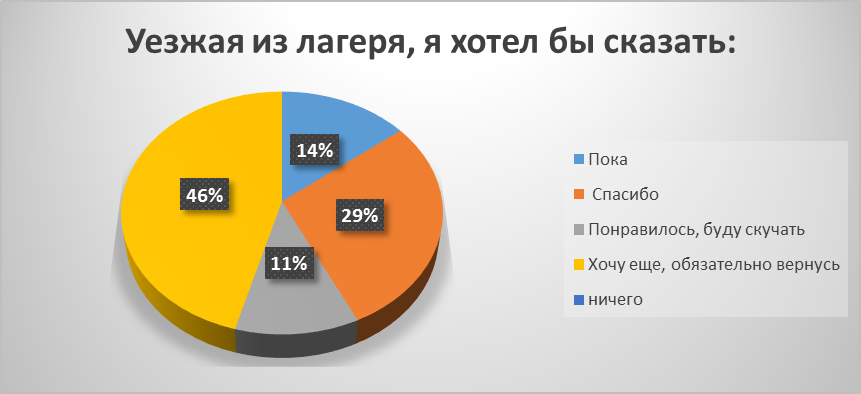 Уезжая из лагеря, я хотел бы сказать:
14%
46%
29%
11%
Пока
Спасибо
Понравилось, буду скучать
Хочу еще, обязательно вернусь
ничего